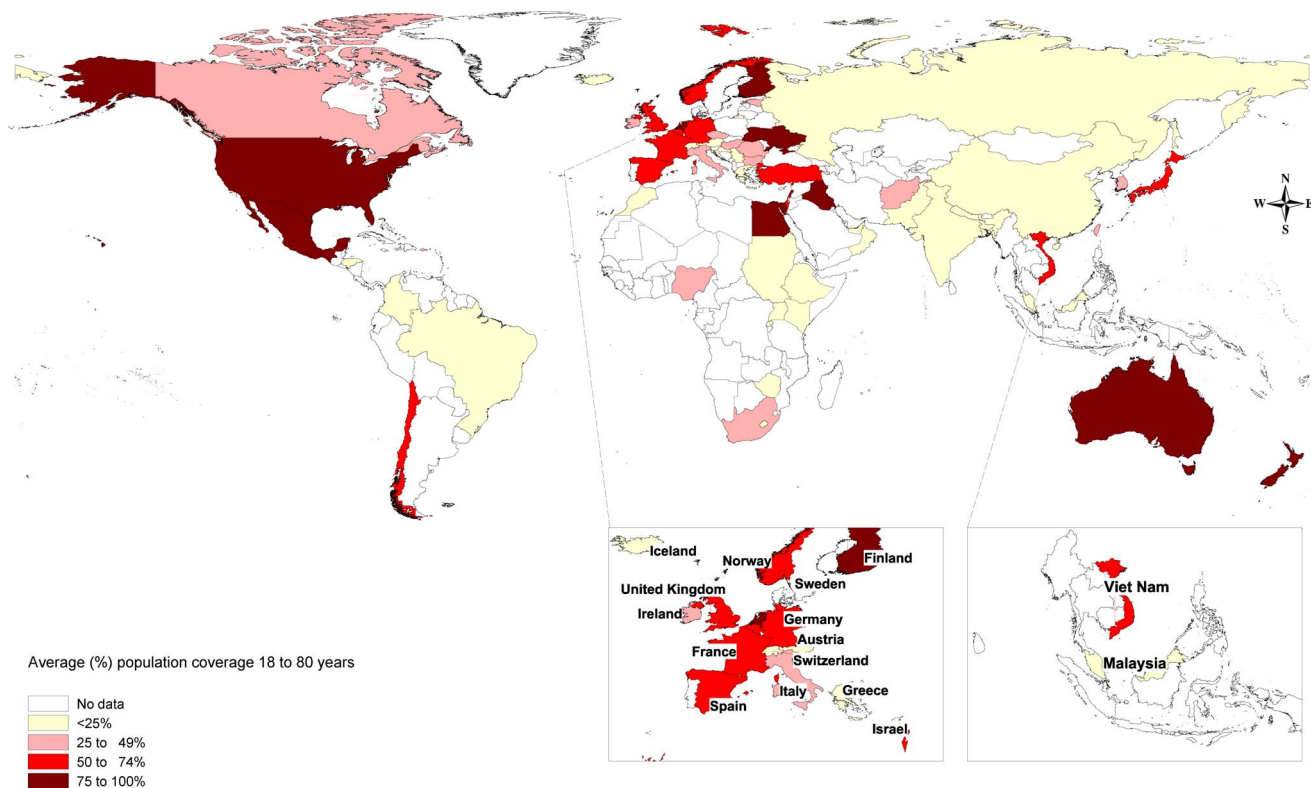 N
W E
S
Iceland
Norway
Finland
Sweden
United Kingdom
Ireland
Germany
Austria
France
Switzerland
Italy
Greece
Spain
Israel
Viet Nam
Malaysia
Average (%) population coverage 18 to 80 years
No data
<25%
25 to 49%
50 to 74%
75 to 100%